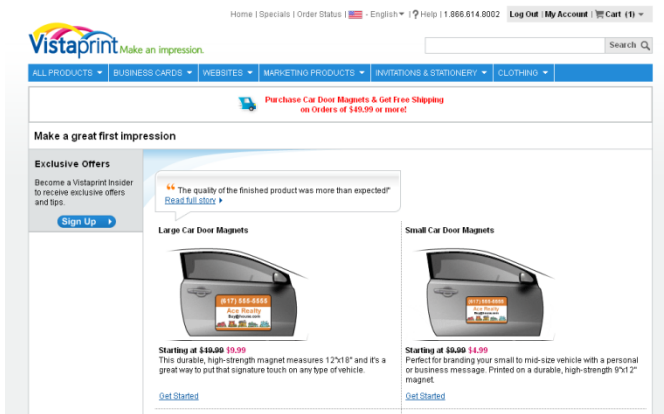 Home | Specials | Order Status | - English | ? Help | 1.866.614.8002 Log Out | My Account | Cart (1)
Vistaprint Make an impression.
Search
ALL PRODUCTS BUSINESS CARDS WEBSITES MARKETING PRODUCTS INVITATIONS & STATIONERY CLOTHING
Purchase Car Door Magnets & Get Free Shipping
on Orders of $49.99 or more!
Make a great first impression
Exclusive Offers
Become a Vistaprint Insider
to receive exclusive offers
and tips.
Sign Up
“ The quality of the finished product was more than expected!"
Read full story
Large Car Door Magnets
(617) 555-5555
Ace Realty
Starting at $19.99 $9.99
This durable, high-strength magnet measures 12"x18" and it's a
great way to put that signature touch on any type of vehicle.
Get Started
Small Car Door Magnets
(617) 555-5555
Ace Realty
Starting at $9.99 $4.99
Perfect for branding your small to mid-size vehicle with a personal
or business message. Printed on a durable, high-strength 9"x12"
magnet.
Get Started